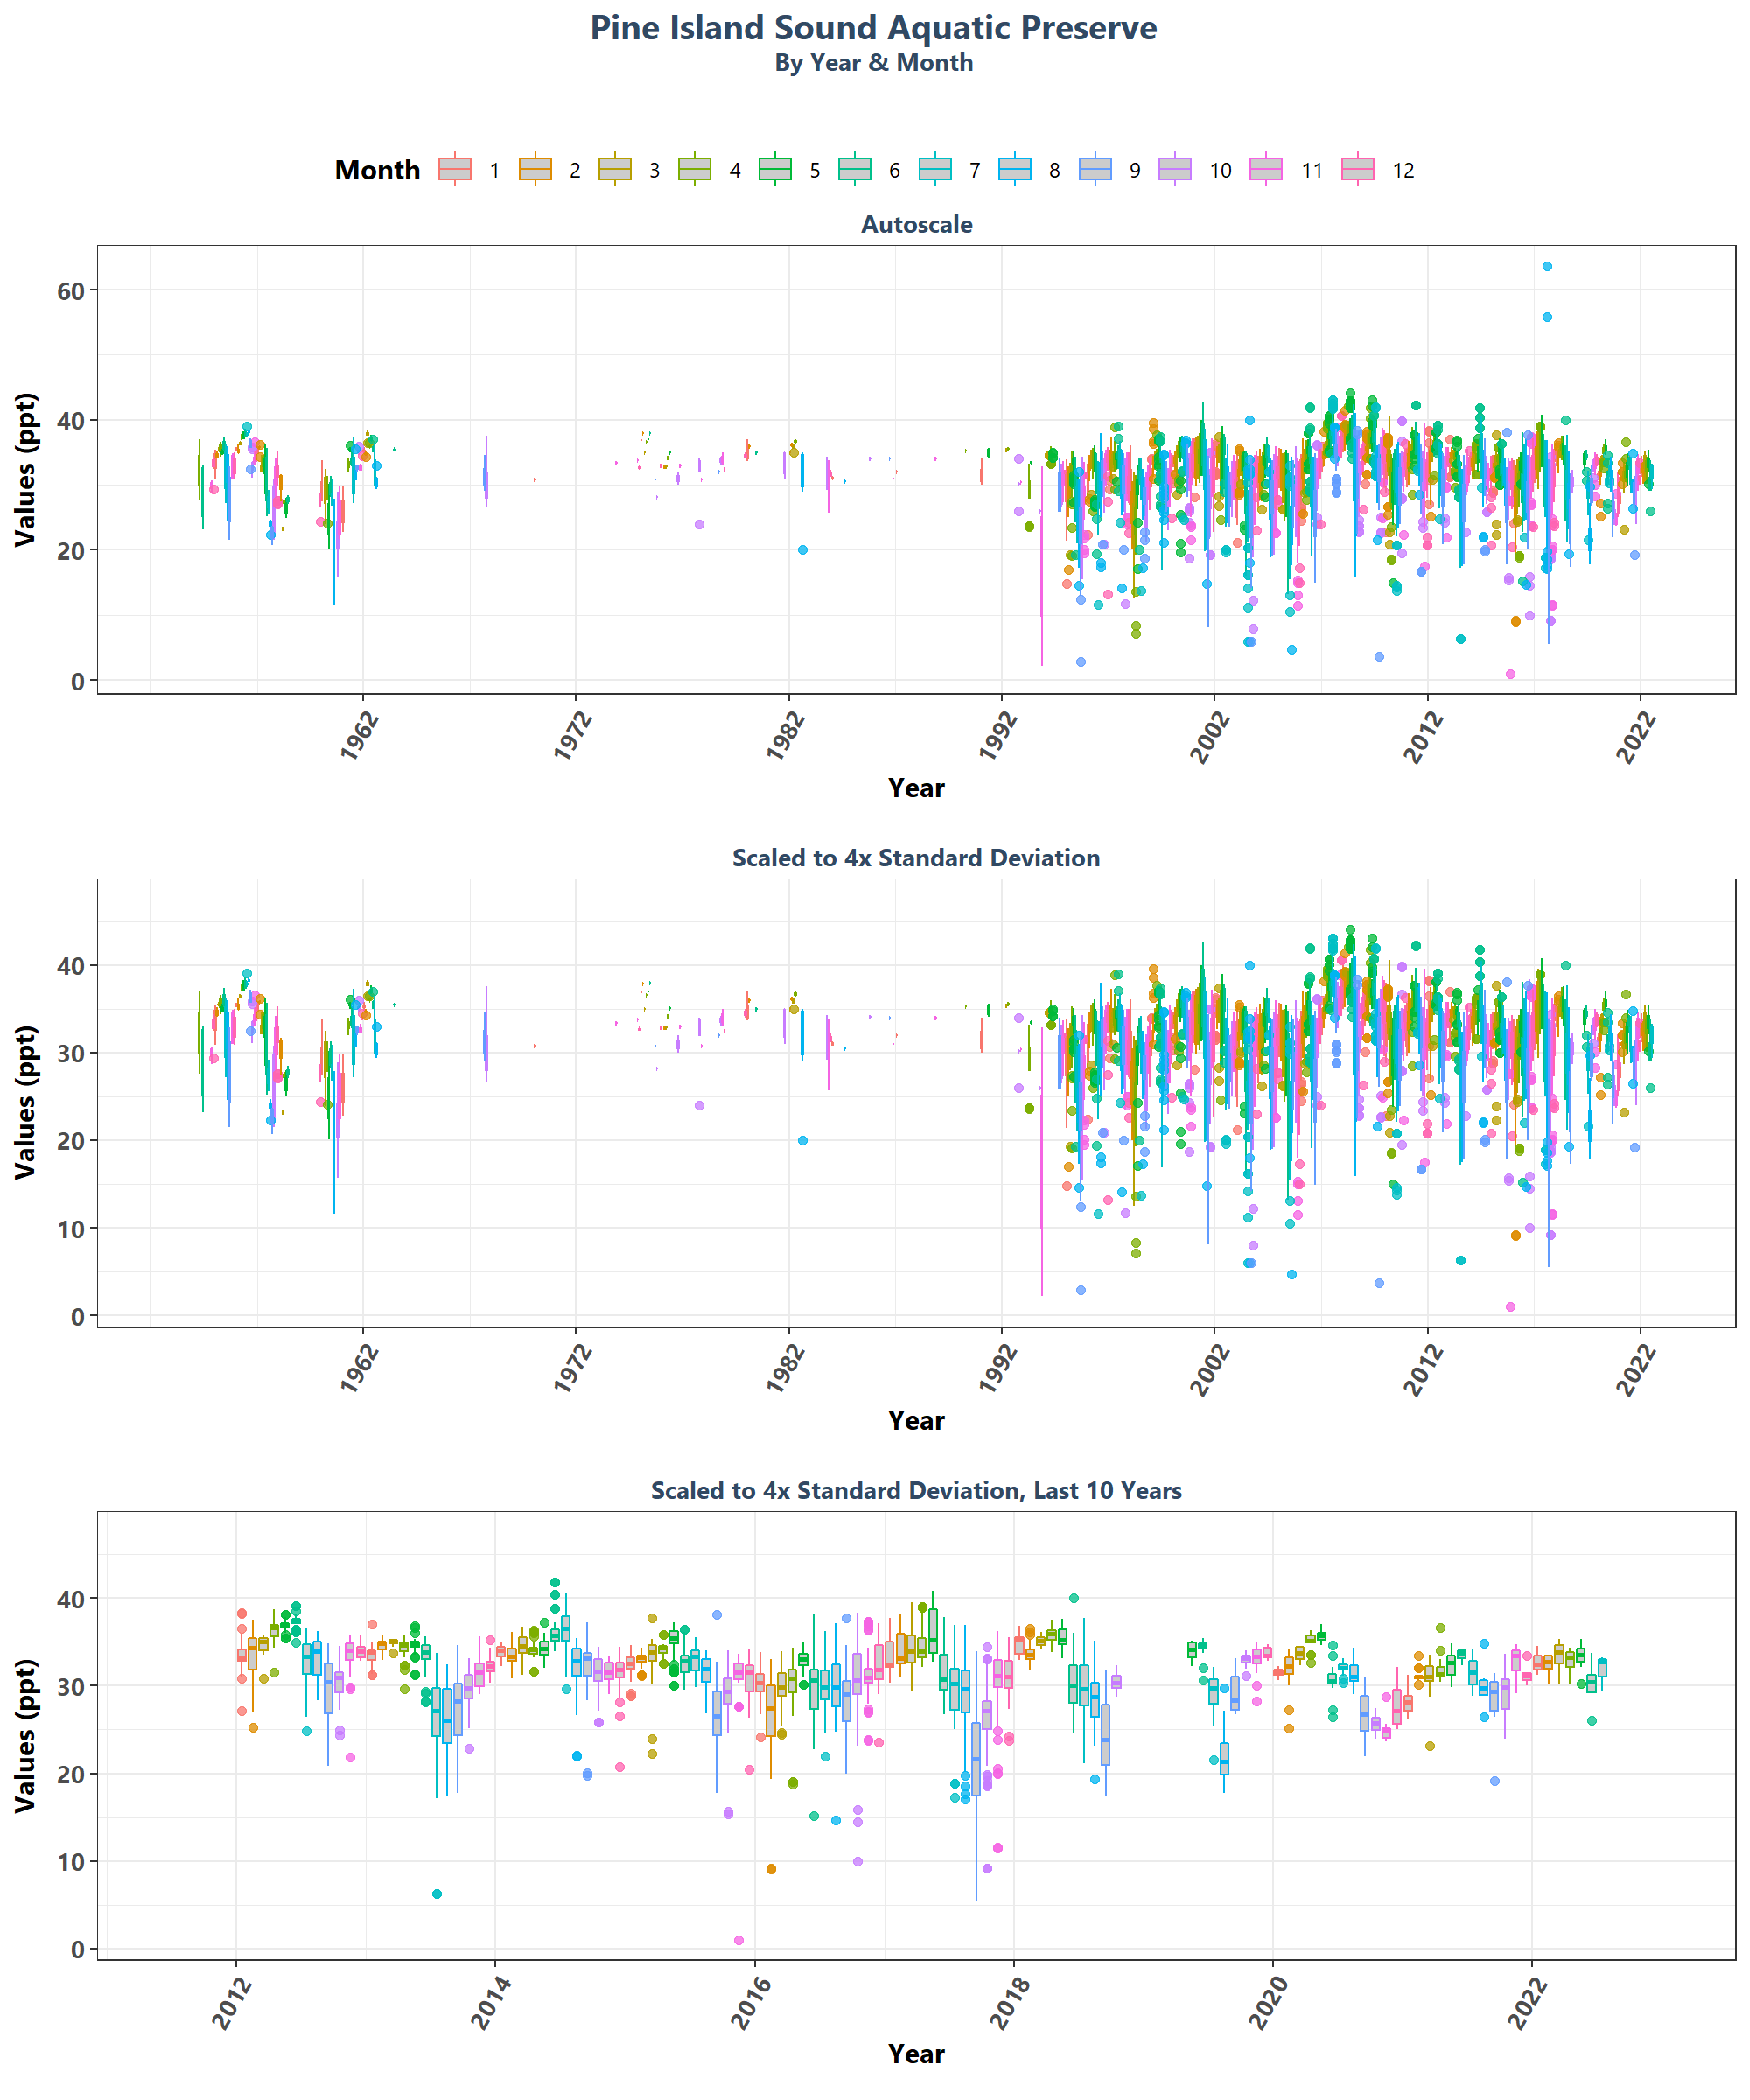 Pine Island Sound Aquatic Preserve
By Year & Month
Month 1 2 3 4 5 6 7 8 9 10 11 12
Autoscale
Values (ppt)
60
40
20
0
1962 1972 1982 1992 2002 2012 2022
Year
Scaled to 4x Standard Deviation
Values (ppt)
40
30
20
10
0
1962 1972 1982 1992 2002 2012 2022
Year
Scaled to 4x Standard Deviation, Last 10 Years
Values (ppt)
40
30
20
10
0
2012 2014 2016 2018 2020 2022
Year